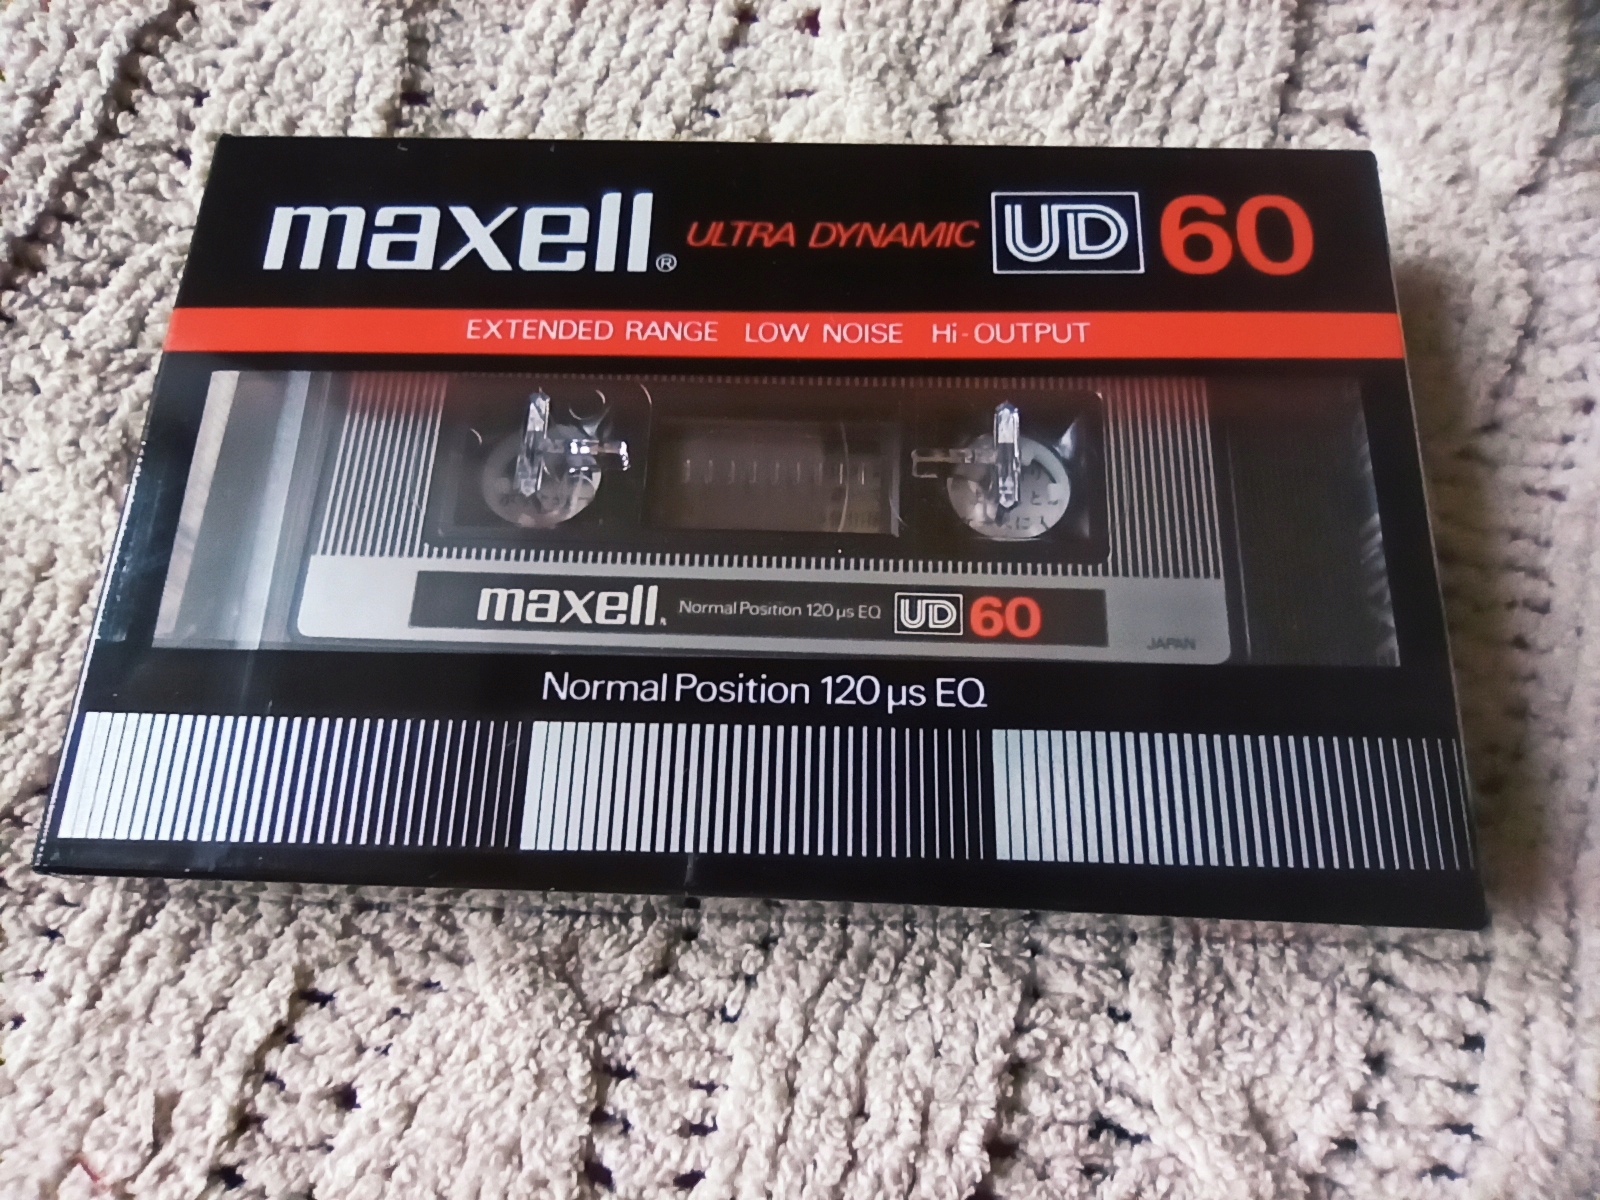 maxell® ULTRA DYNAMIC UD 60
EXTENDED RANGE LOW NOISE Hi-OUTPUT
maxell Normal Position 120 µs EQ UD 60
JAPAN
Normal Position 120 µs EQ